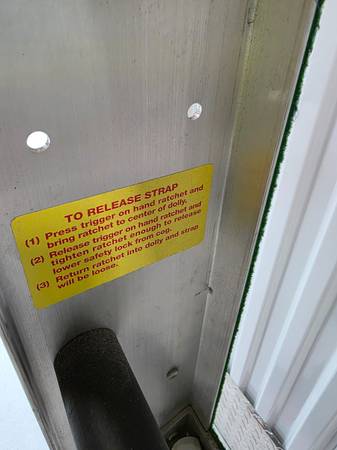 TO RELEASE STRAP
(1) Press trigger on hand ratchet and
bring ratchet to center of dolly.
(2) Release trigger on hand ratchet and
tighten ratchet enough to release
lower safety lock from cog.
(3) Return ratchet into dolly and strap
will be loose.